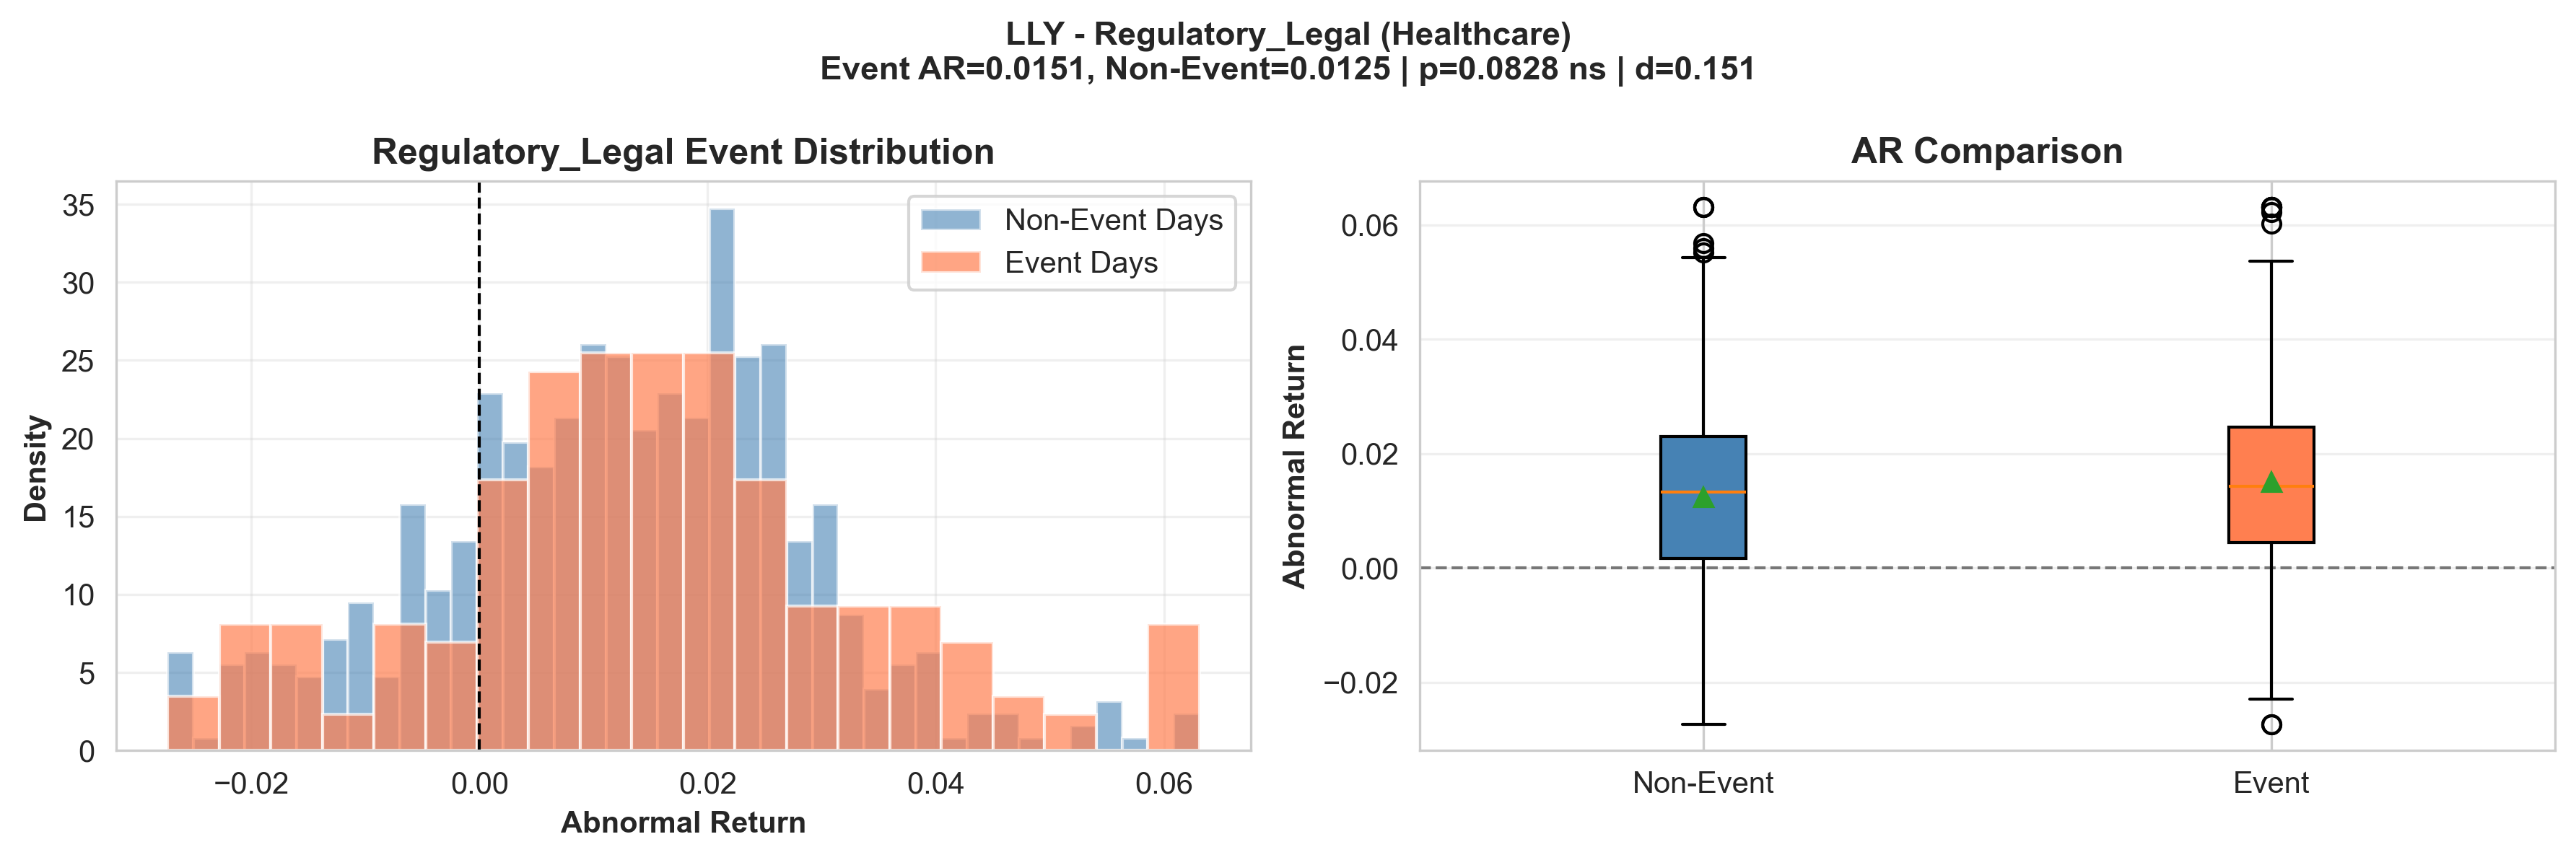 LLY - Regulatory_Legal (Healthcare)
Event AR=0.0151, Non-Event=0.0125 | p=0.0828 ns | d=0.151
Regulatory_Legal Event Distribution
35
30
25
20
15
10
5
0
Density
Non-Event Days
Event Days
−0.02
0.00
0.02
0.04
0.06
Abnormal Return
AR Comparison
0.06
0.04
0.02
0.00
−0.02
Abnormal Return
Non-Event
Event